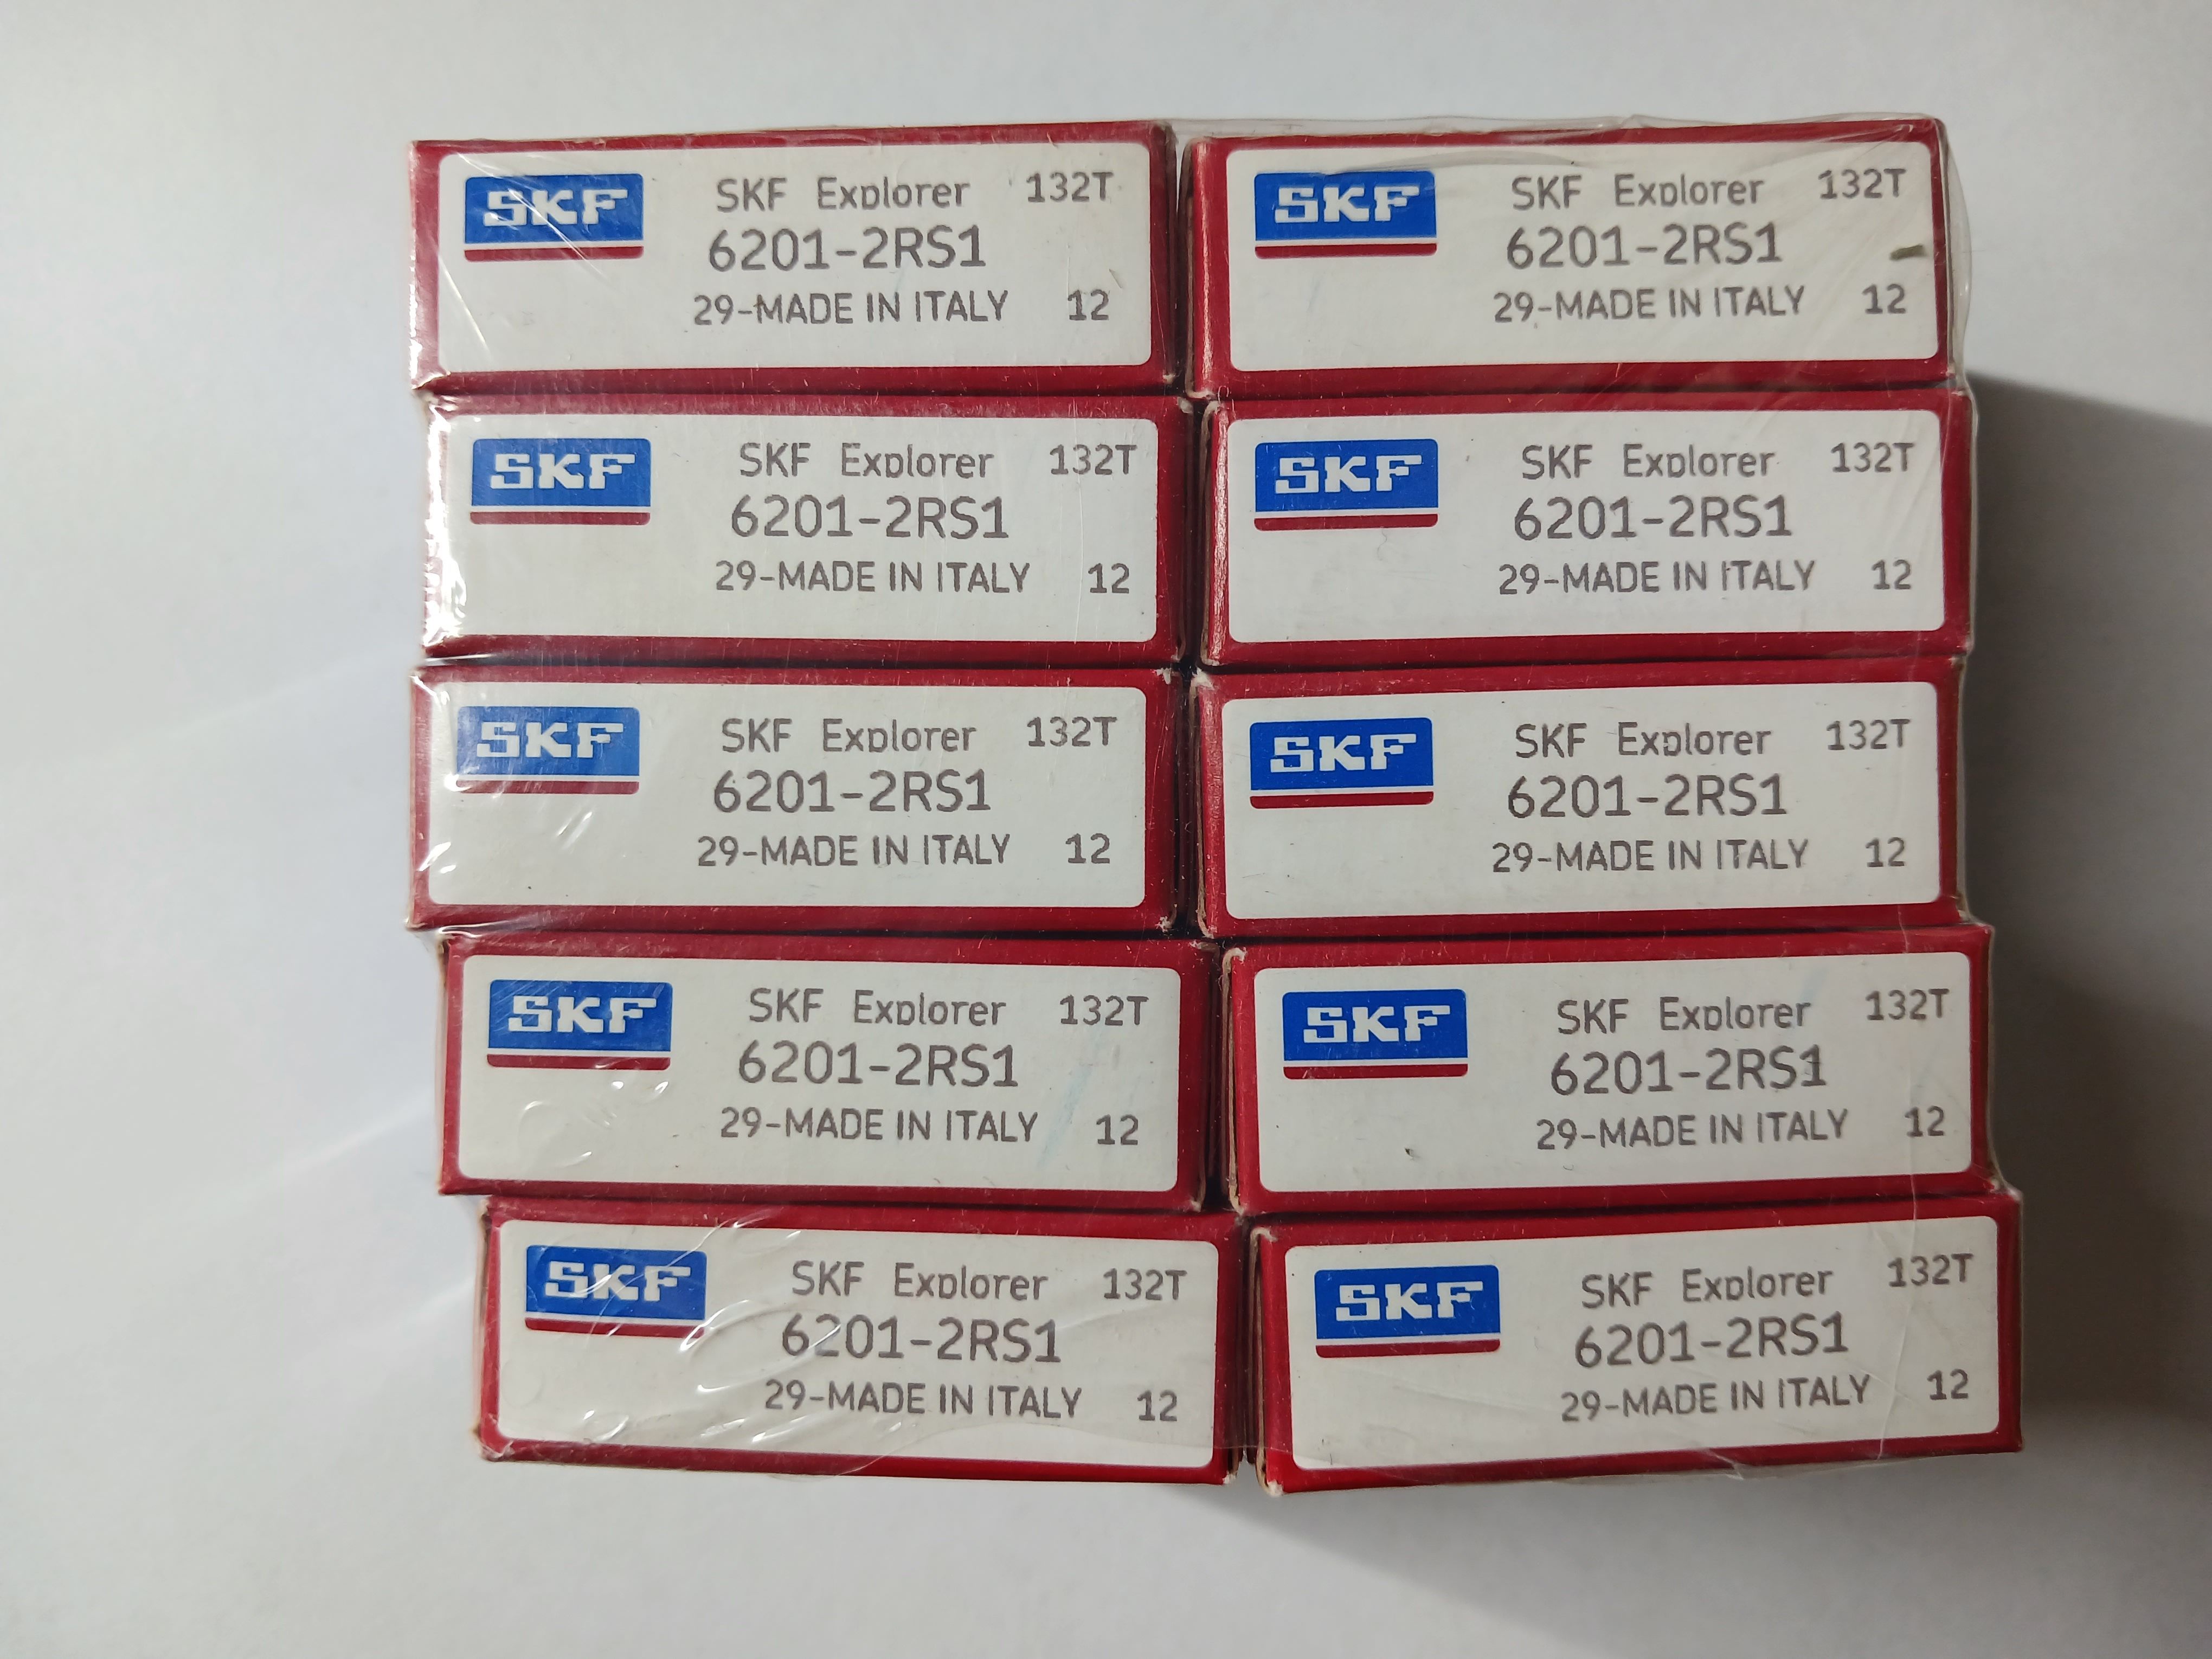 SKF SKF Explorer 132T
6201-2RS1
29-MADE IN ITALY 12
SKF SKF Explorer 132T
6201-2RS1
29-MADE IN ITALY 12
SKF SKF Explorer 132T
6201-2RS1
29-MADE IN ITALY 12
SKF SKF Explorer 132T
6201-2RS1
29-MADE IN ITALY 12
SKF SKF Explorer 132T
6201-2RS1
29-MADE IN ITALY 12
SKF SKF Explorer 132T
6201-2RS1
29-MADE IN ITALY 12
SKF SKF Explorer 132T
6201-2RS1
29-MADE IN ITALY 12
SKF SKF Explorer 132T
6201-2RS1
29-MADE IN ITALY 12
SKF SKF Explorer 132T
6201-2RS1
29-MADE IN ITALY 12
SKF SKF Explorer 132T
6201-2RS1
29-MADE IN ITALY 12